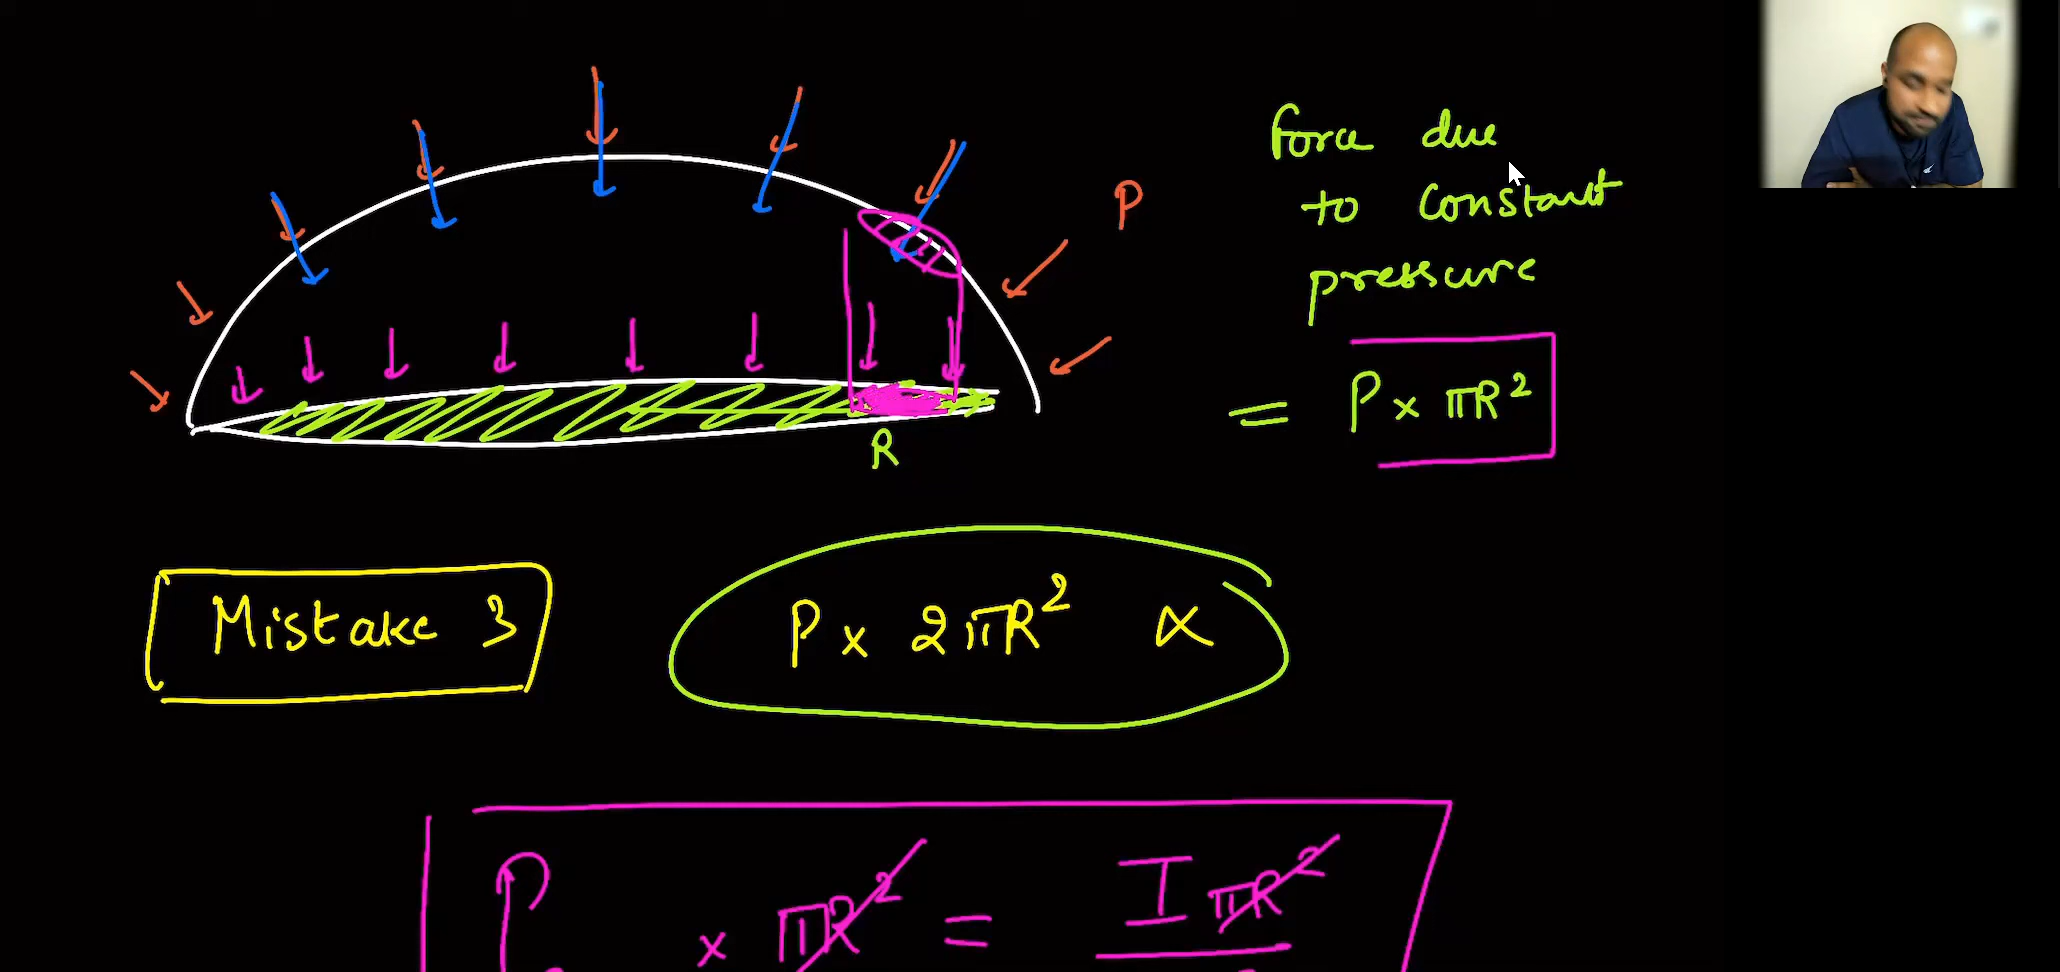 P
Force due
to constant
pressure
= P x πR²
R
Mistake 3
P x 2πR² x
P x πR² = I πR²